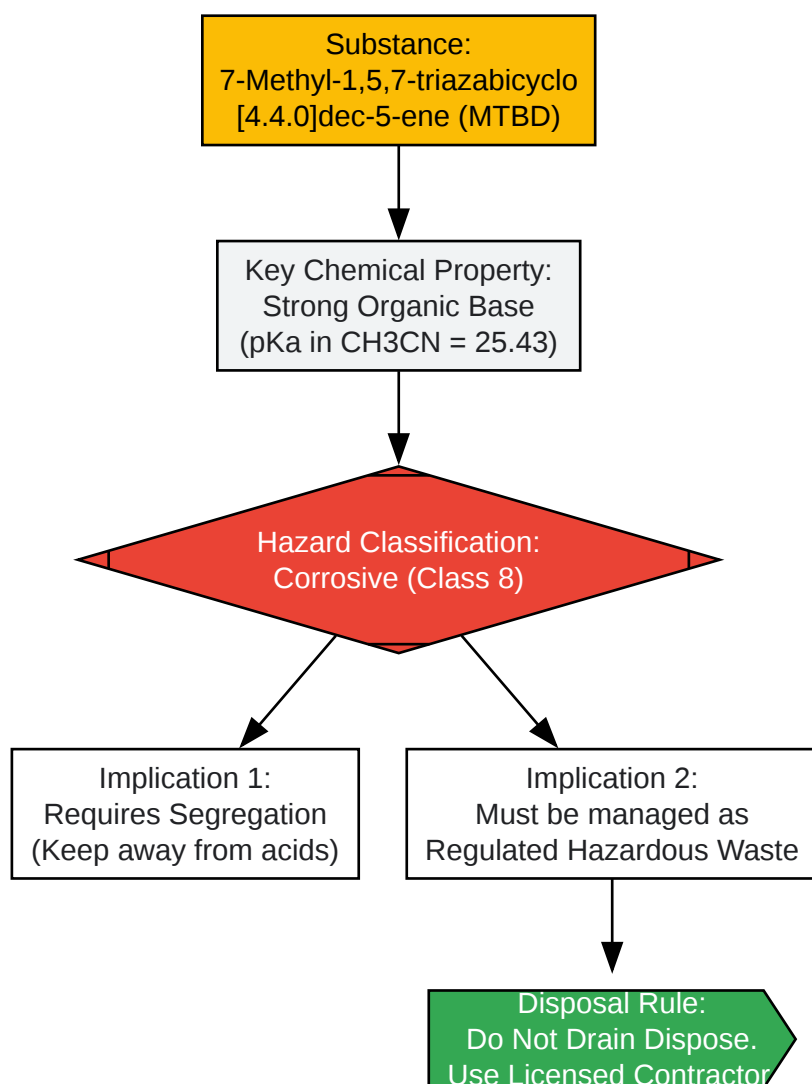 Substance:
7-Methyl-1,5,7-triazabicyclo
[4.4.0]dec-5-ene (MTBD)
Key Chemical Property:
Strong Organic Base
(pKa in CH3CN = 25.43)
Hazard Classification:
Corrosive (Class 8)
Implication 1:
Requires Segregation
(Keep away from acids)
Implication 2:
Must be managed as
Regulated Hazardous Waste
Disposal Rule:
Do Not Drain Dispose.
Use Licensed Contractor